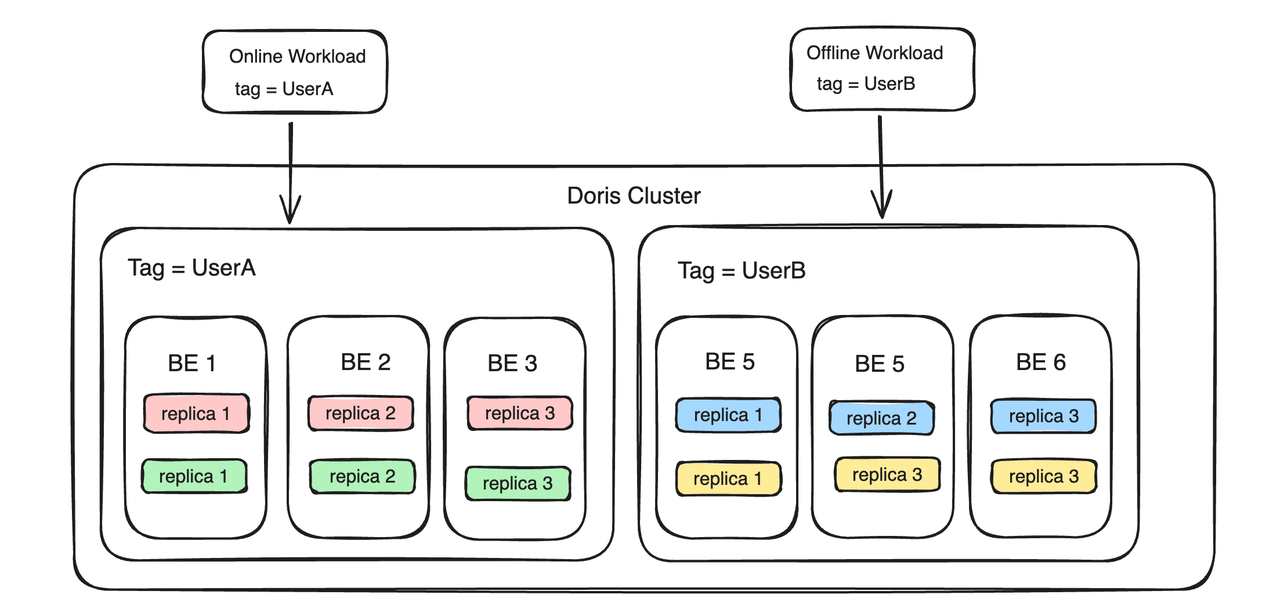 Online Workload
tag = UserA
Offline Workload
tag = UserB
Doris Cluster
Tag = UserA
BE 1
replica 1
replica 1
BE 2
replica 2
replica 2
BE 3
replica 3
replica 3
Tag = UserB
BE 5
replica 1
replica 1
BE 5
replica 2
replica 3
BE 6
replica 3
replica 3